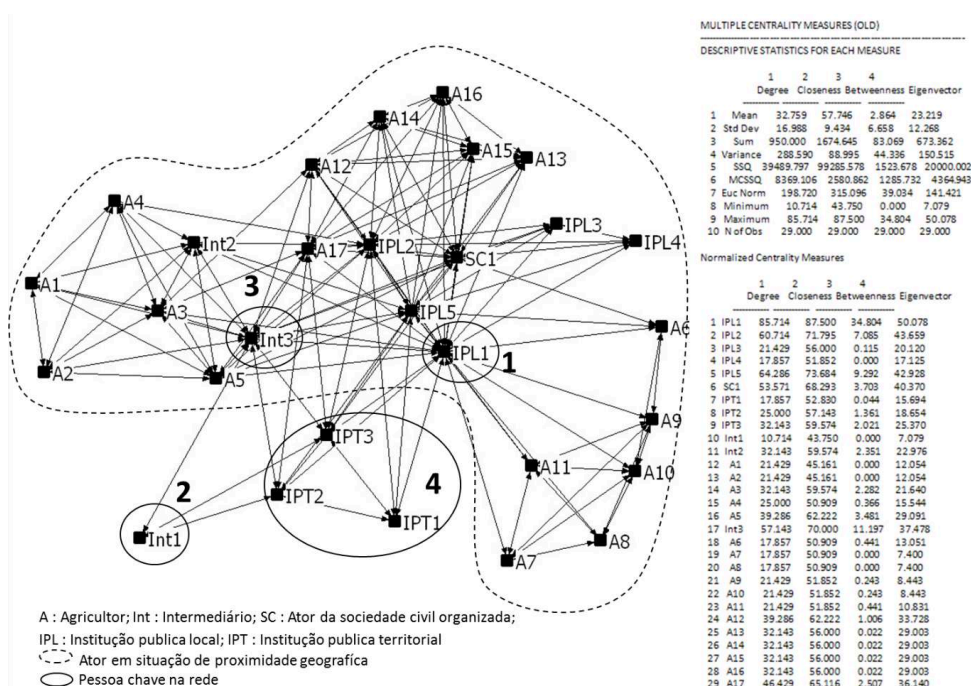 A16
A14
A15
A13
A12
A4
IPL3
IPL4
Int2
A17
IPL2
SC1
A1
3
A3
IPL5
A6
Int3
IPL1
1
A2
A5
A9
IPT3
A11
A10
2
4
IPT2
IPT1
Int1
A8
A7
A : Agricultor; Int : Intermediário; SC : Ator da sociedade civil organizada;
IPL : Institução publica local; IPT : Institução publica territorial
Ator em situação de proximidade geografíca
Pessoa chave na rede
MULTIPLE CENTRALITY MEASURES (OLD)
DESCRIPTIVE STATISTICS FOR EACH MEASURE
1 2 3 4
Degree Closeness Betweenness Eigenvector
1 Mean 32.759 57.746 2.864 23.219
2 Std Dev 16.988 9.434 6.658 12.268
3 Sum 950.000 1674.645 83.069 673.362
4 Variance 288.590 88.995 44.336 150.515
5 SSQ 39489.797 99285.578 1523.678 20000.002
6 MCSSQ 8369.106 2580.862 1285.732 4364.943
7 Euc Norm 198.720 315.096 39.034 141.421
8 Minimum 10.714 43.750 0.000 7.079
9 Maximum 85.714 87.500 34.804 50.078
10 N of Obs 29.000 29.000 29.000 29.000
Normalized Centrality Measures
1 2 3 4
Degree Closeness Betweenness Eigenvector
1 IPL1 85.714 87.500 34.804 50.078
2 IPL2 60.714 71.795 7.085 43.659
3 IPL3 21.429 56.000 0.115 20.120
4 IPL4 17.857 51.852 0.000 17.125
5 IPL5 64.286 73.684 9.292 42.928
6 SC1 53.571 68.293 3.703 40.370
7 IPT1 17.857 52.830 0.044 15.694
8 IPT2 25.000 57.143 1.361 18.654
9 IPT3 32.143 59.574 2.021 25.370
10 Int1 10.714 43.750 0.000 7.079
11 Int2 32.143 59.574 2.351 22.976
12 A1 21.429 45.161 0.000 12.054
13 A2 21.429 45.161 0.000 12.054
14 A3 32.143 59.574 2.282 21.640
15 A4 25.000 50.909 0.366 15.544
16 A5 39.286 62.222 3.481 29.091
17 Int3 57.143 70.000 11.197 37.478
18 A6 17.857 50.909 0.441 13.051
19 A7 17.857 50.909 0.000 7.400
20 A8 17.857 50.909 0.000 7.400
21 A9 21.429 51.852 0.243 8.443
22 A10 21.429 51.852 0.243 8.443
23 A11 21.429 51.852 0.441 10.831
24 A12 39.286 62.222 1.006 33.728
25 A13 32.143 56.000 0.022 29.003
26 A14 32.143 56.000 0.022 29.003
27 A15 32.143 56.000 0.022 29.003
28 A16 32.143 56.000 0.022 29.003
29 A17 46.429 65.116 2.507 36.140